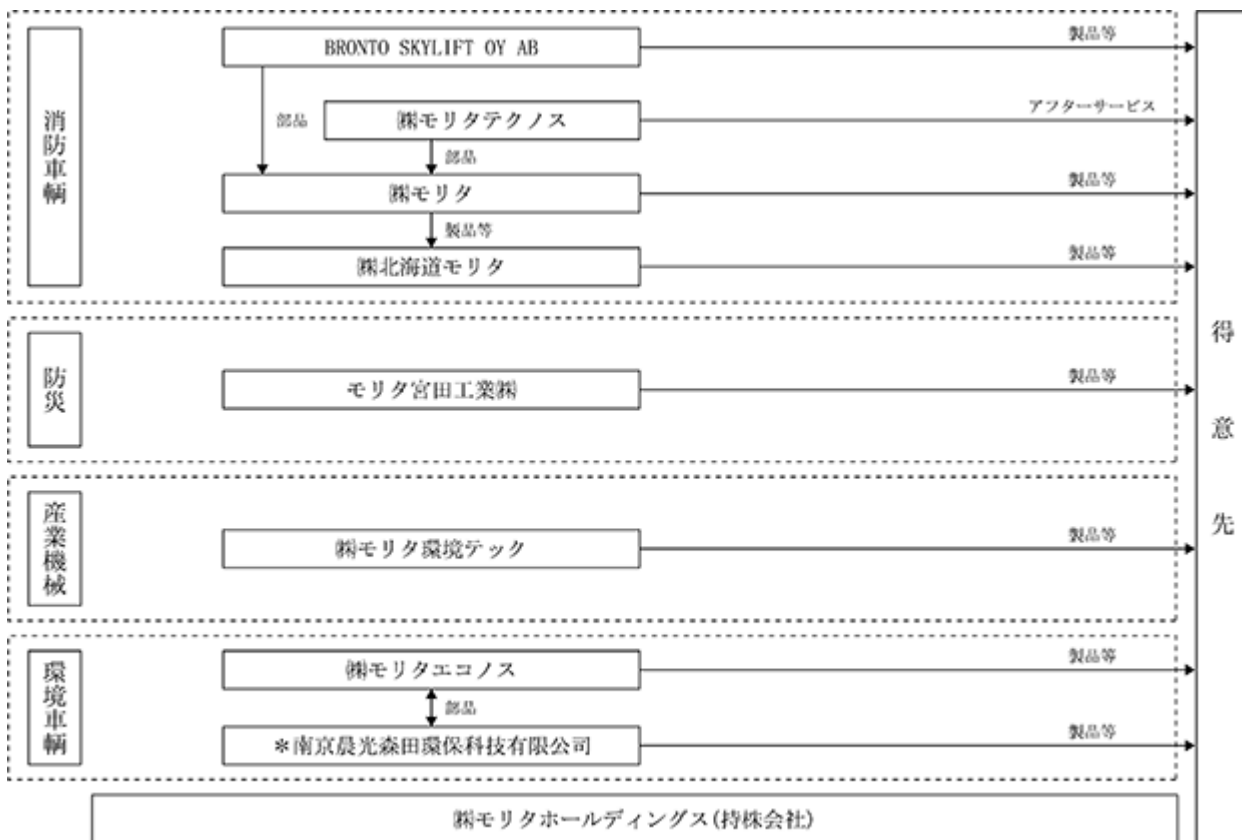 消防車輌
BRONTO SKYLIFT OY AB
製品等
部品
㈱モリタテクノス
アフターサービス
部品
㈱モリタ
製品等
製品等
㈱北海道モリタ
製品等
防災
モリタ宮田工業㈱
製品等
産業機械
㈱モリタ環境テック
製品等
環境車輌
㈱モリタエコノス
製品等
部品
＊南京晨光森田環保科技有限公司
製品等
得意先
㈱モリタホールディングス(持株会社)